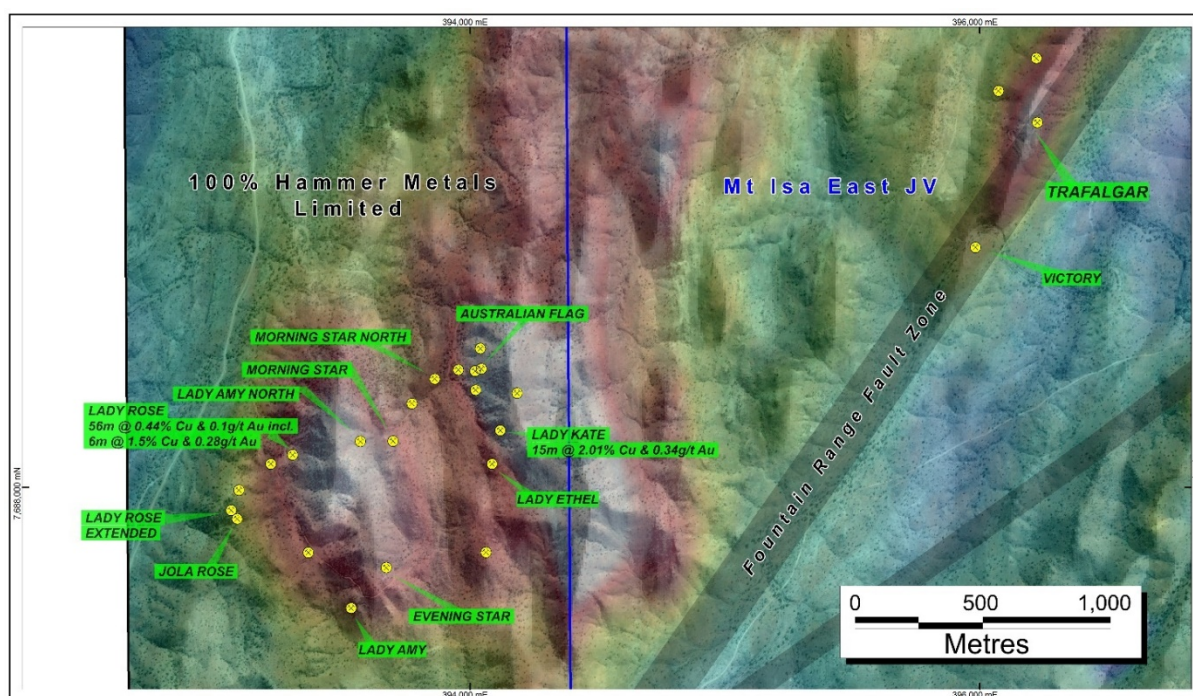 394,000 mE
396,000 mE
100% Hammer Metals
Limited
Mt Isa East JV
TRAFALGAR
VICTORY
Fountain Range Fault Zone
AUSTRALIAN FLAG
MORNING STAR NORTH
MORNING STAR
LADY AMY NORTH
LADY ROSE
56m @ 0.44% Cu & 0.1g/t Au incl.
6m @ 1.5% Cu & 0.28g/t Au
LADY KATE
15m @ 2.01% Cu & 0.34g/t Au
LADY ETHEL
7,688,000 mN
LADY ROSE
EXTENDED
JOLA ROSE
EVENING STAR
LADY AMY
0 500 1,000
Metres
394,000 mE
396,000 mE